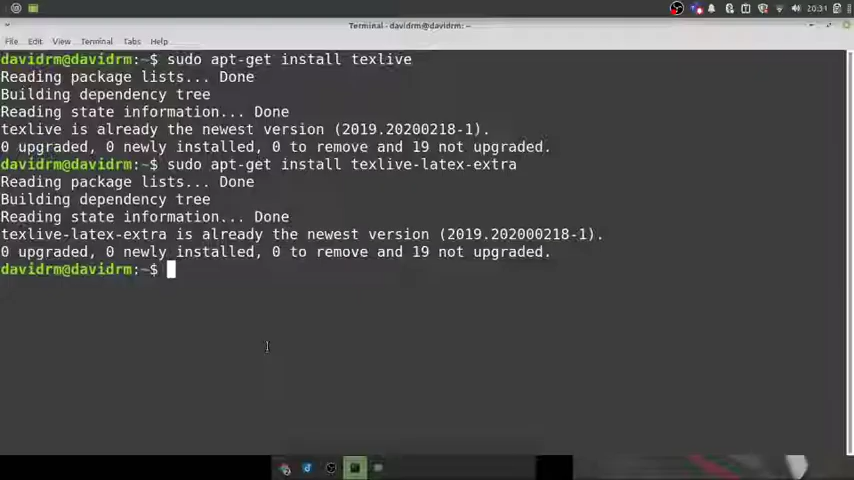 20:31
Terminal - davidrm@davidrm: ~
File Edit View Terminal Tabs Help
davidrm@davidrm:~$ sudo apt-get install texlive
Reading package lists... Done
Building dependency tree
Reading state information... Done
texlive is already the newest version (2019.20200218-1).
0 upgraded, 0 newly installed, 0 to remove and 19 not upgraded.
davidrm@davidrm:~$ sudo apt-get install texlive-latex-extra
Reading package lists... Done
Building dependency tree
Reading state information... Done
texlive-latex-extra is already the newest version (2019.202000218-1).
0 upgraded, 0 newly installed, 0 to remove and 19 not upgraded.
davidrm@davidrm:~$